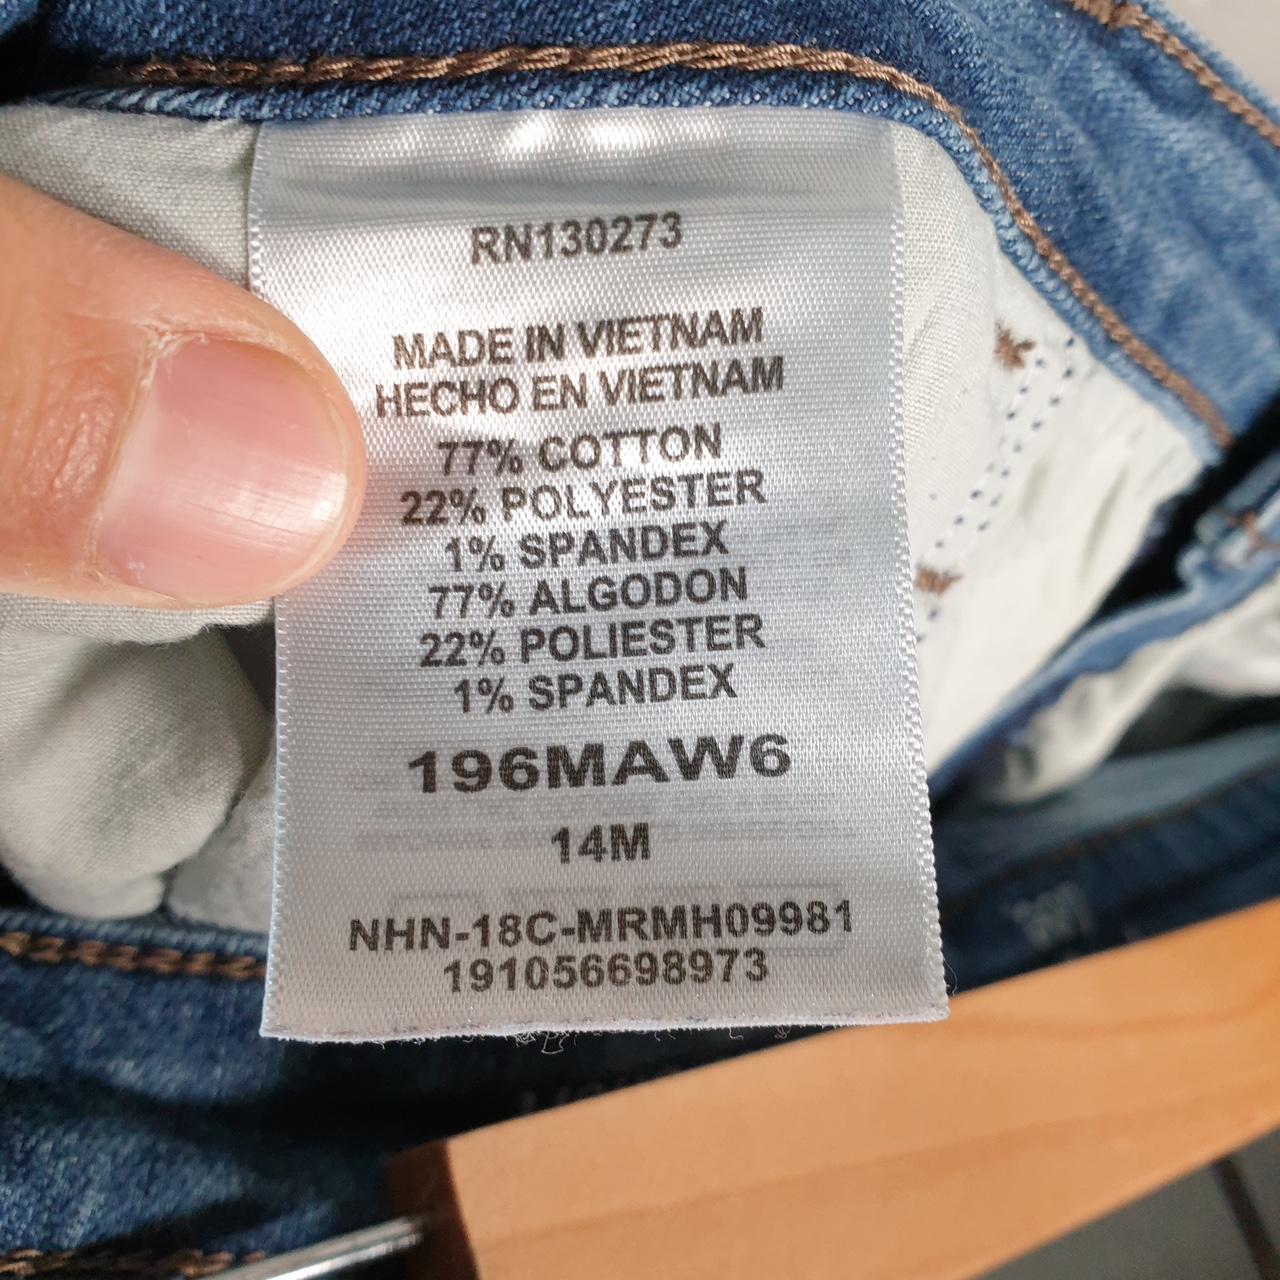 RN130273
MADE IN VIETNAM
HECHO EN VIETNAM
77% COTTON
22% POLYESTER
1% SPANDEX
77% ALGODON
22% POLIESTER
1% SPANDEX
196MAW6
14M
NHN-18C-MRMH09981
191056698973